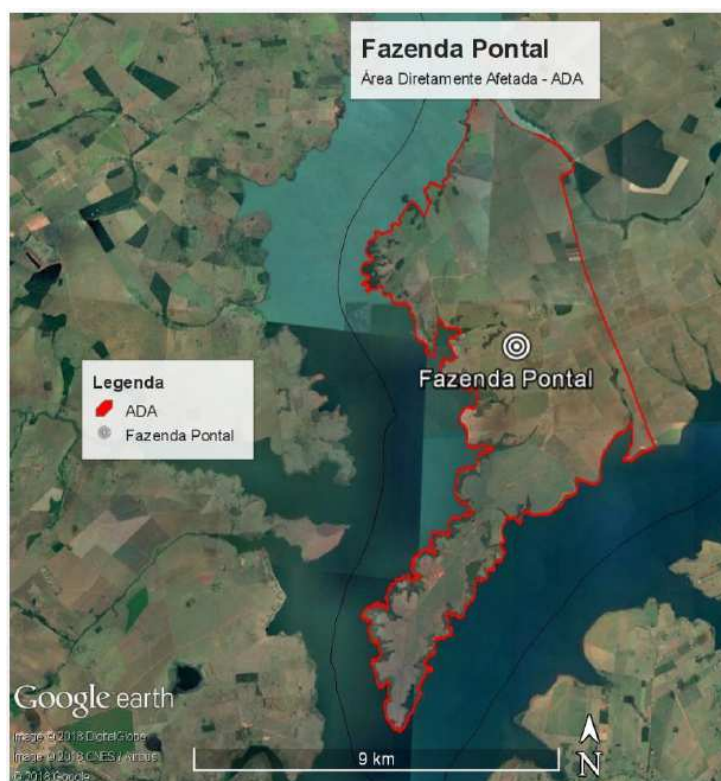 Fazenda Pontal
Área Diretamente Afetada - ADA
Fazenda Pontal
Legenda
ADA
Fazenda Pontal
Google earth
Image © 2018 DigitalGlobe
Image © 2018 CNES / Airbus
© 2018 Google
9 km
N